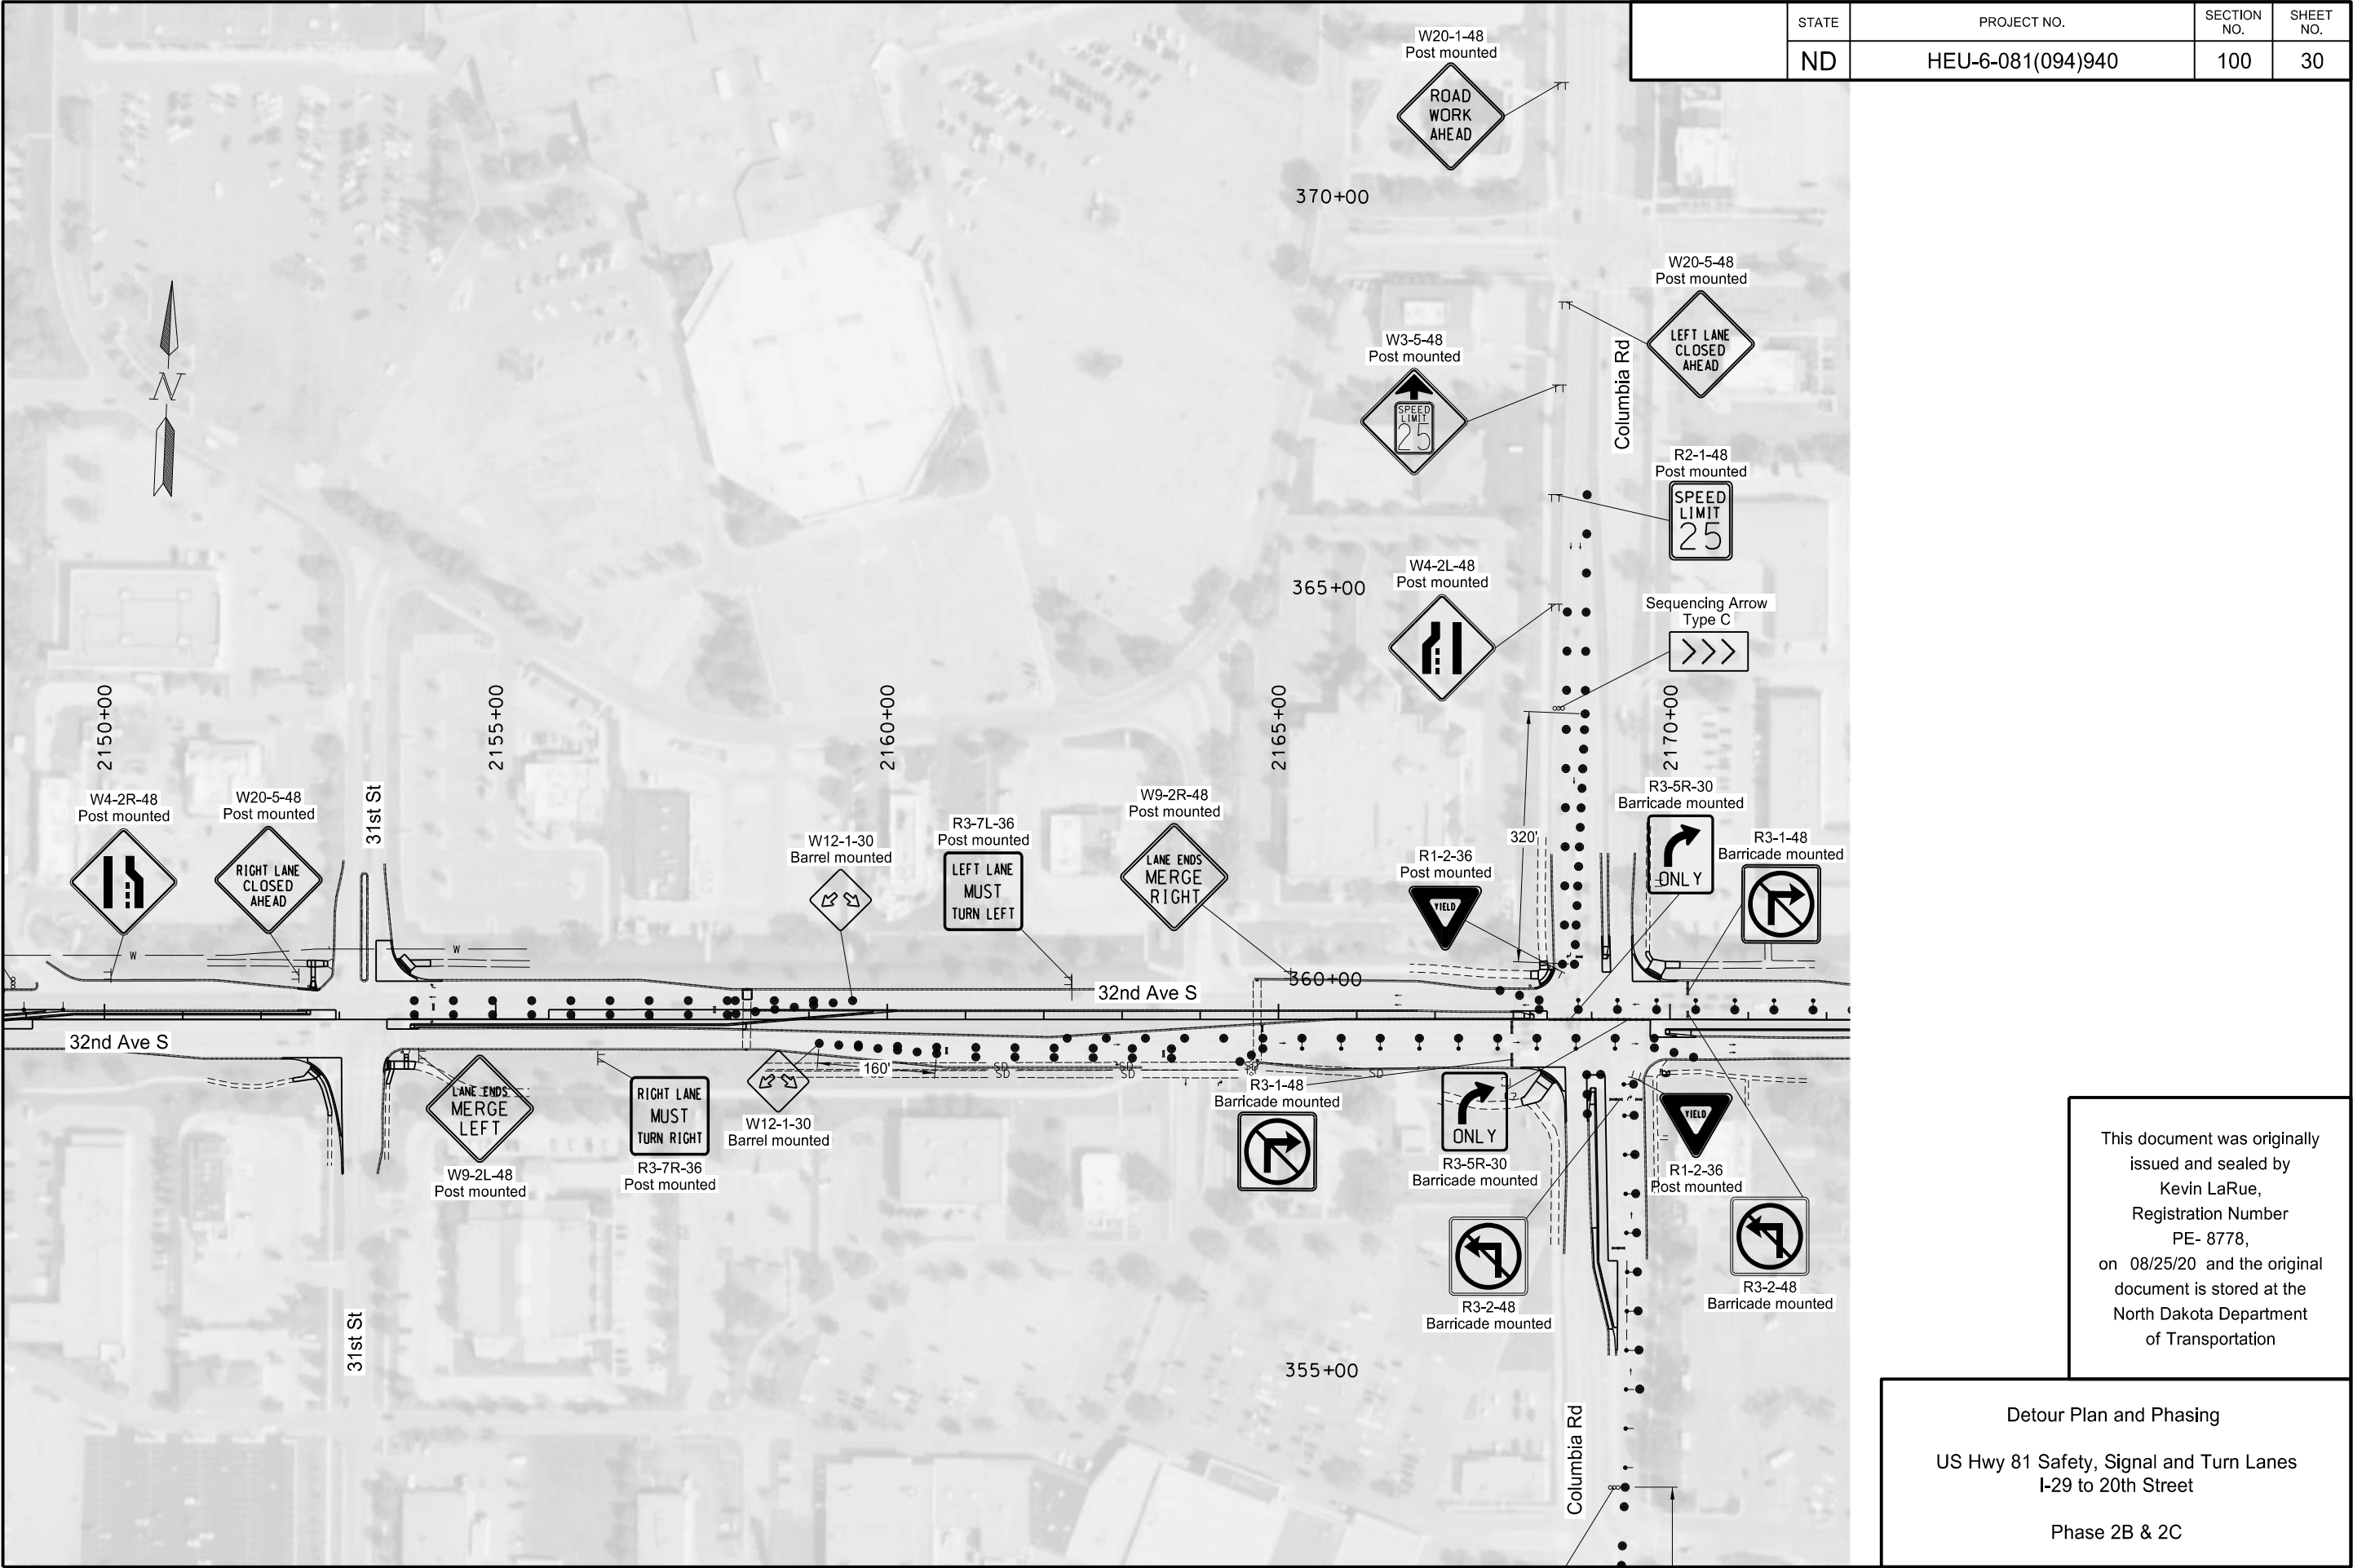 STATE
PROJECT NO.
SECTION NO.
SHEET NO.
ND
HEU-6-081(094)940
100
30
W20-1-48
Post mounted
ROAD
WORK
AHEAD
370+00
W20-5-48
Post mounted
LEFT LANE
CLOSED
AHEAD
W3-5-48
Post mounted
SPEED
LIMIT
25
Columbia Rd
N
R2-1-48
Post mounted
SPEED
LIMIT
25
W4-2L-48
Post mounted
365+00
Sequencing Arrow
Type C
2150+00
2155+00
2160+00
2165+00
2170+00
W4-2R-48
Post mounted
W20-5-48
Post mounted
RIGHT LANE
CLOSED
AHEAD
31st St
W12-1-30
Barrel mounted
R3-7L-36
Post mounted
LEFT LANE
MUST
TURN LEFT
W9-2R-48
Post mounted
LANE ENDS
MERGE
RIGHT
320'
R1-2-36
Post mounted
YIELD
R3-5R-30
Barricade mounted
ONLY
R3-1-48
Barricade mounted
W
W
360+00
32nd Ave S
32nd Ave S
160'
SD
SD
SD
SD
SD
LANE ENDS
MERGE
LEFT
W9-2L-48
Post mounted
RIGHT LANE
MUST
TURN RIGHT
R3-7R-36
Post mounted
W12-1-30
Barrel mounted
R3-1-48
Barricade mounted
ONLY
R3-5R-30
Barricade mounted
YIELD
R1-2-36
Post mounted
R3-2-48
Barricade mounted
R3-2-48
Barricade mounted
31st St
355+00
Columbia Rd
This document was originally
issued and sealed by
Kevin LaRue,
Registration Number
PE- 8778,
on 08/25/20 and the original
document is stored at the
North Dakota Department
of Transportation
Detour Plan and Phasing
US Hwy 81 Safety, Signal and Turn Lanes
I-29 to 20th Street
Phase 2B & 2C